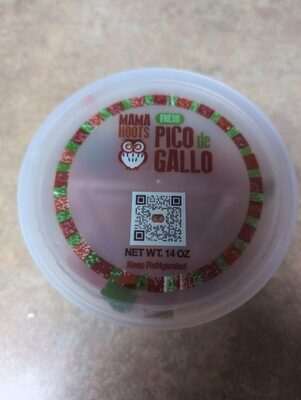 MAMA
HOOTS
FRESH
PICO de
GALLO
NET WT. 14 OZ
Keep Refrigerated